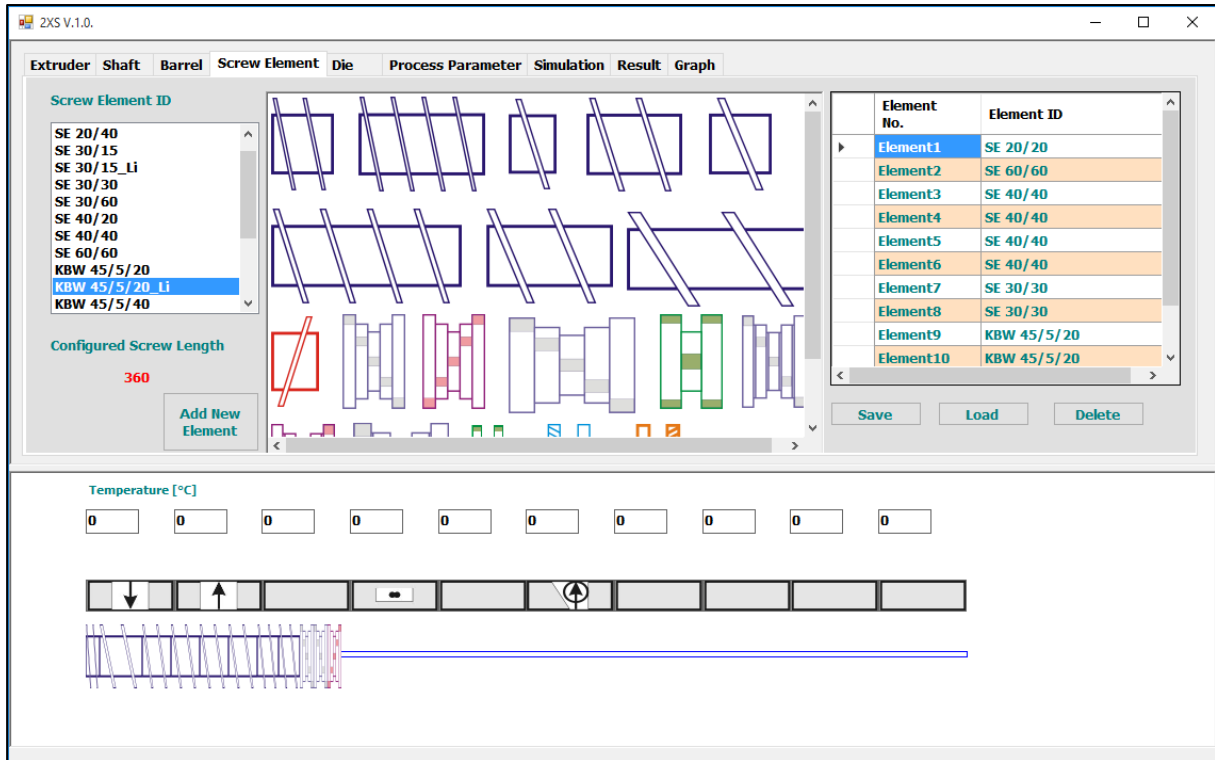 2XS V.1.0.
Extruder Shaft Barrel Screw Element Die Process Parameter Simulation Result Graph
Screw Element ID
SE 20/40
SE 30/15
SE 30/15_Li
SE 30/30
SE 30/60
SE 40/20
SE 40/40
SE 60/60
KBW 45/5/20
KBW 45/5/20_Li
KBW 45/5/40
Configured Screw Length
360
Add New
Element
Element
No. Element ID
Element1 SE 20/20
Element2 SE 60/60
Element3 SE 40/40
Element4 SE 40/40
Element5 SE 40/40
Element6 SE 40/40
Element7 SE 30/30
Element8 SE 30/30
Element9 KBW 45/5/20
Element10 KBW 45/5/20
Save Load Delete
Temperature [°C]
0 0 0 0 0 0 0 0 0 0